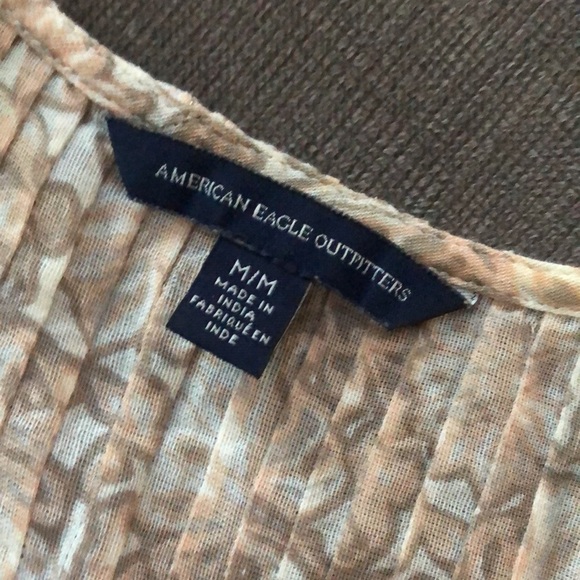 AMERICAN EAGLE OUTFITTERS
M/M
MADE IN
INDIA
FABRIQUÉ EN
INDE